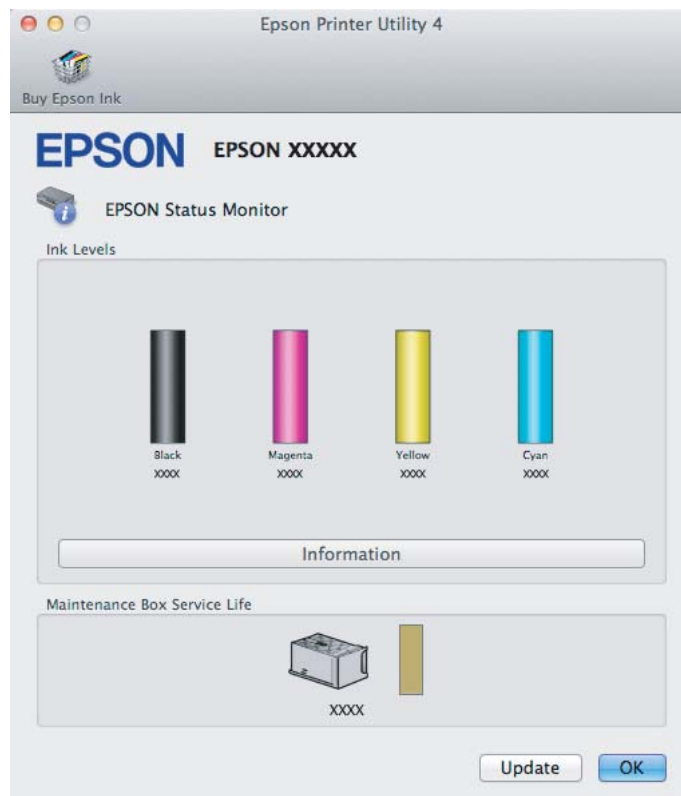 Epson Printer Utility 4
Buy Epson Ink
EPSON EPSON XXXXX
EPSON Status Monitor
Ink Levels
Black Magenta Yellow Cyan
XXXX XXXX XXXX XXXX
Information
Maintenance Box Service Life
XXXX
Update OK